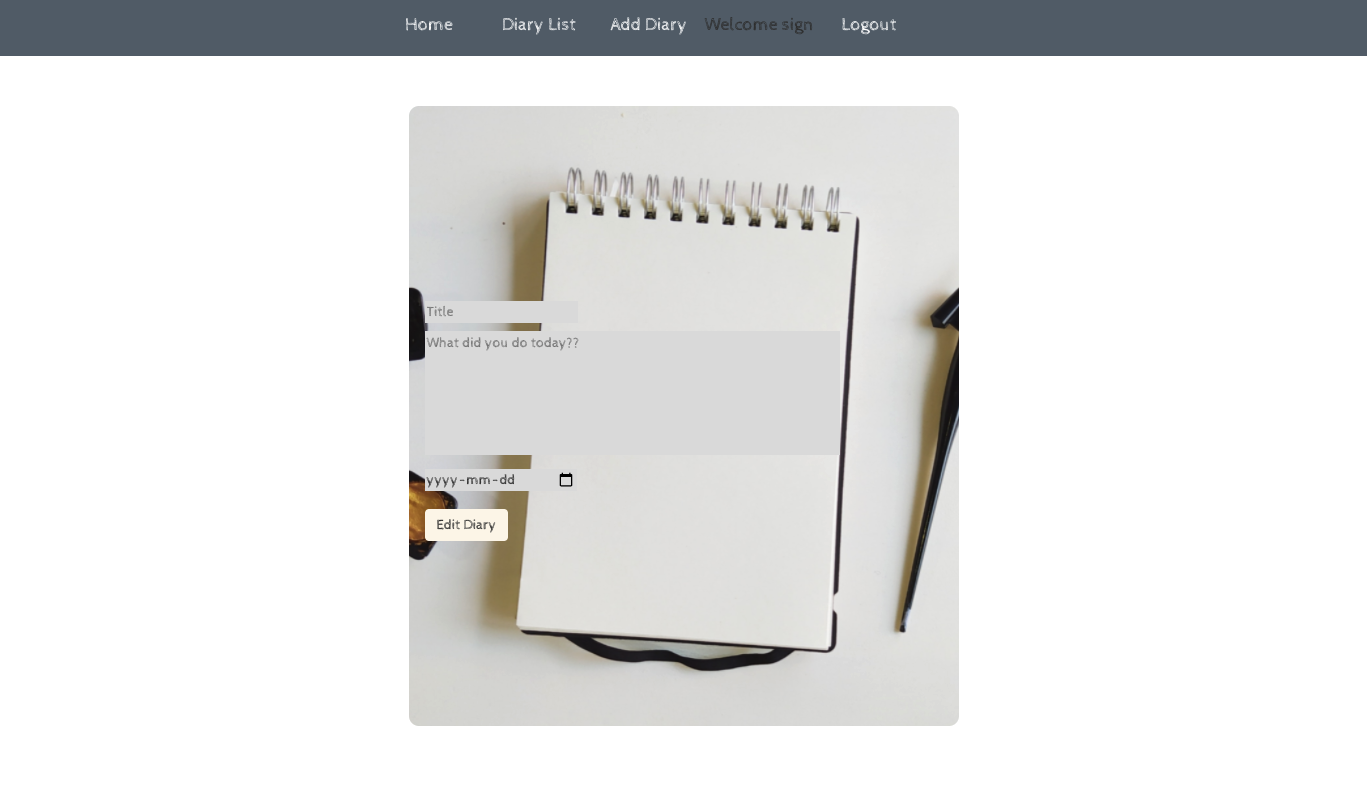 Home Diary List Add Diary Welcome sign Logout
Title
What did you do today??
yyyy-mm-dd
Edit Diary